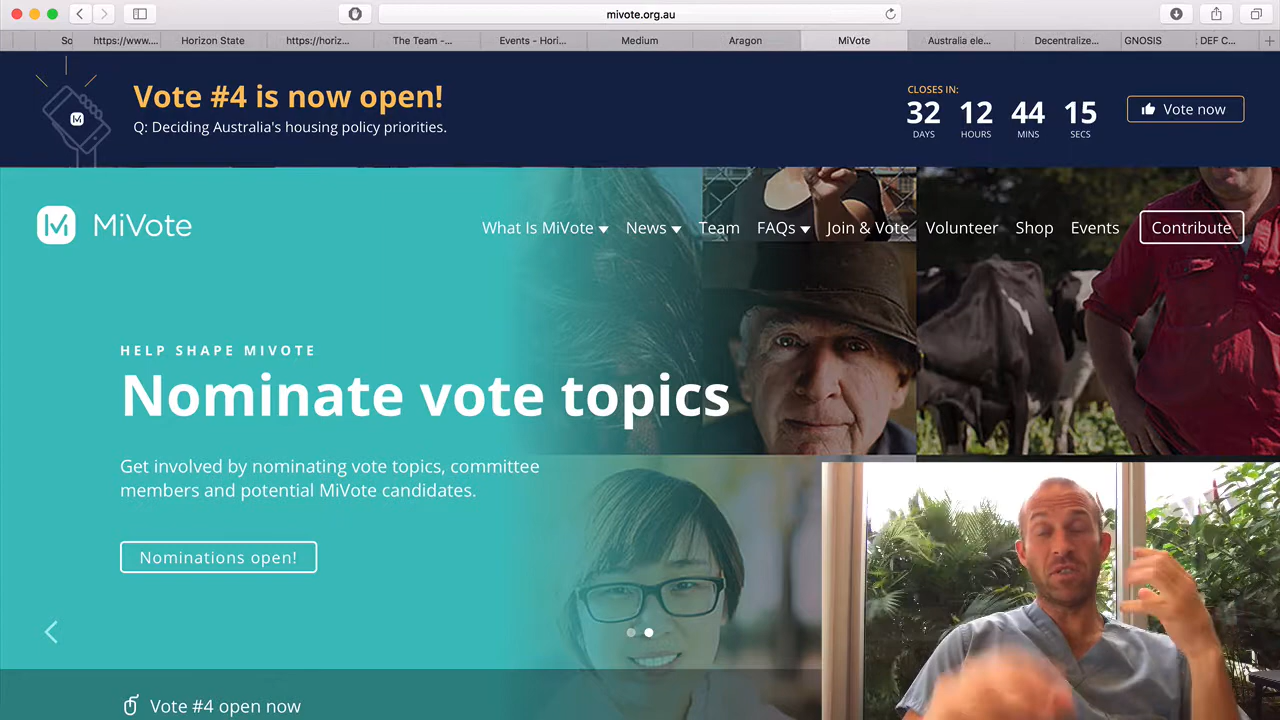 mivote.org.au
Sc
https://www....
Horizon State
https://horiz...
The Team -...
Events - Hori...
Medium
Aragon
MiVote
Australia ele...
Decentralize...
GNOSIS
: DEF C...
Vote #4 is now open!
Q: Deciding Australia's housing policy priorities.
CLOSES IN:
32 12 44 15
DAYS HOURS MINS SECS
Vote now
M MiVote
What Is MiVote News Team FAQs Join & Vote Volunteer Shop Events Contribute
HELP SHAPE MIVOTE
Nominate vote topics
Get involved by nominating vote topics, committee
members and potential MiVote candidates.
Nominations open!
Vote #4 open now